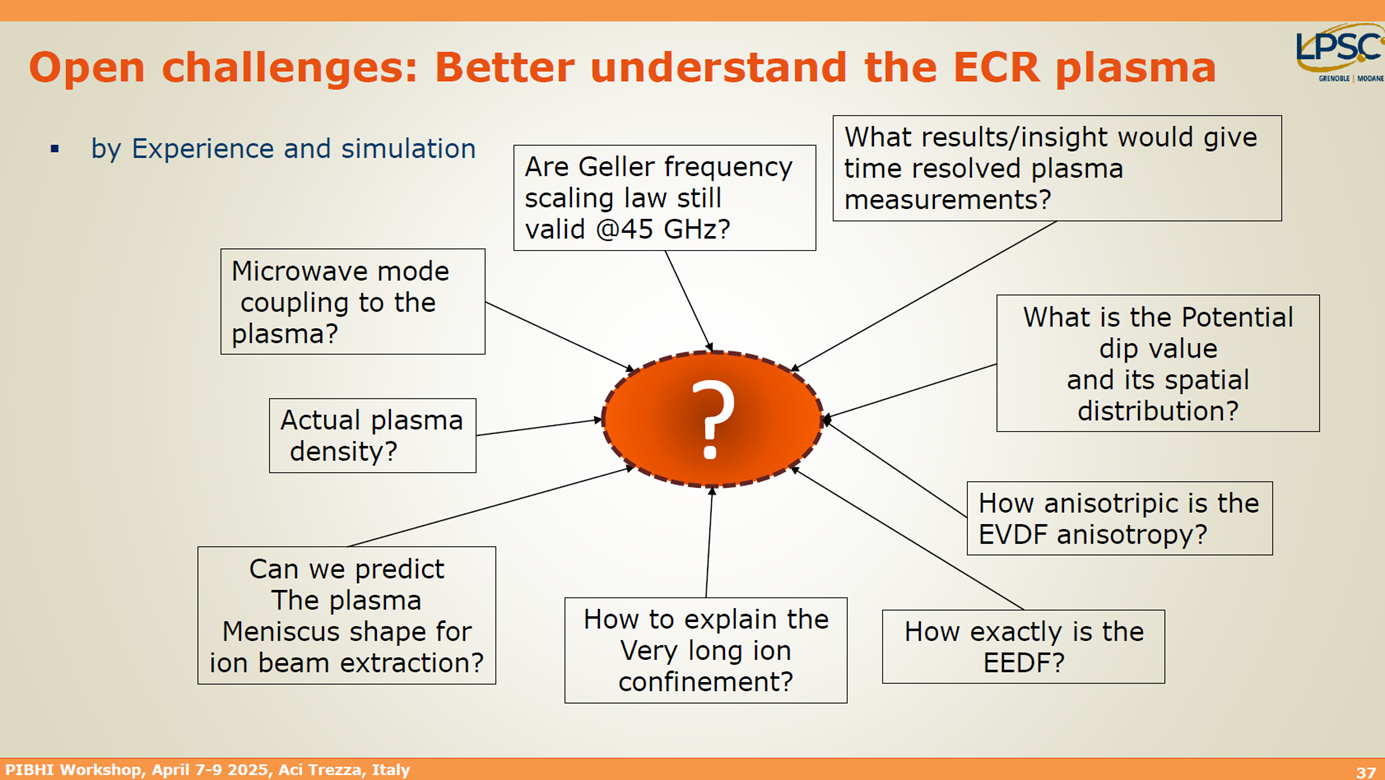 Open challenges: Better understand the ECR plasma
LPSC
GRENOBLE | MODANE
▪ by Experience and simulation
Are Geller frequency
scaling law still
valid @45 GHz?
What results/insight would give
time resolved plasma
measurements?
Microwave mode
coupling to the
plasma?
What is the Potential
dip value
and its spatial
distribution?
?
Actual plasma
density?
How anisotripic is the
EVDF anisotropy?
Can we predict
The plasma
Meniscus shape for
ion beam extraction?
How to explain the
Very long ion
confinement?
How exactly is the
EEDF?
PIBHI Workshop, April 7-9 2025, Aci Trezza, Italy
37